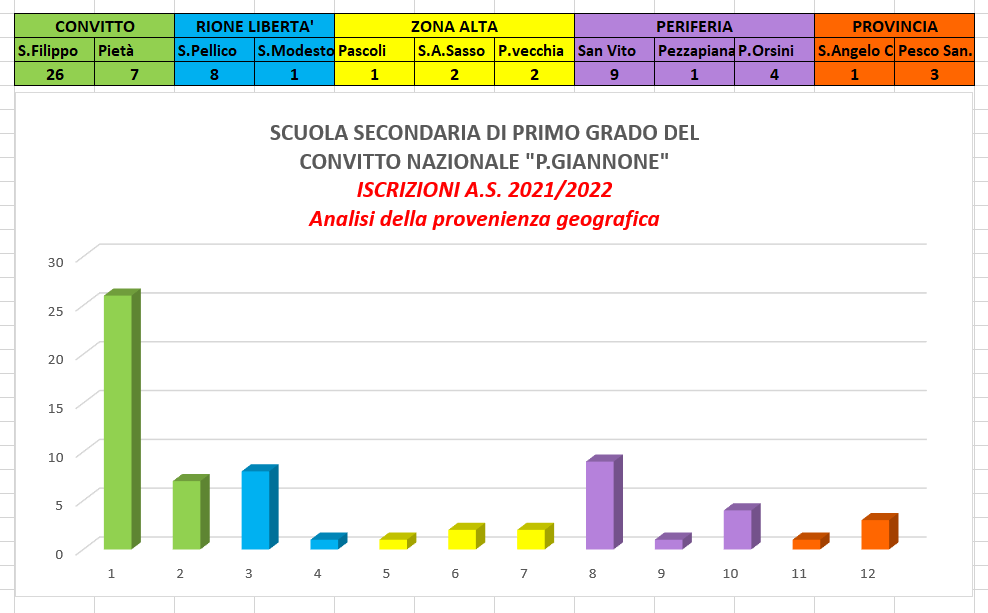 CONVITTO RIONE LIBERTA' ZONA ALTA PERIFERIA PROVINCIA
S.Filippo Pietà S.Pellico S.Modesto Pascoli S.A.Sasso P.vecchia San Vito Pezzapiana P.Orsini S.Angelo C Pesco San.
26 7 8 1 1 2 2 9 1 4 1 3
SCUOLA SECONDARIA DI PRIMO GRADO DEL
CONVITTO NAZIONALE "P.GIANNONE"
ISCRIZIONI A.S. 2021/2022
Analisi della provenienza geografica
30
25
20
15
10
5
0
1 2 3 4 5 6 7 8 9 10 11 12